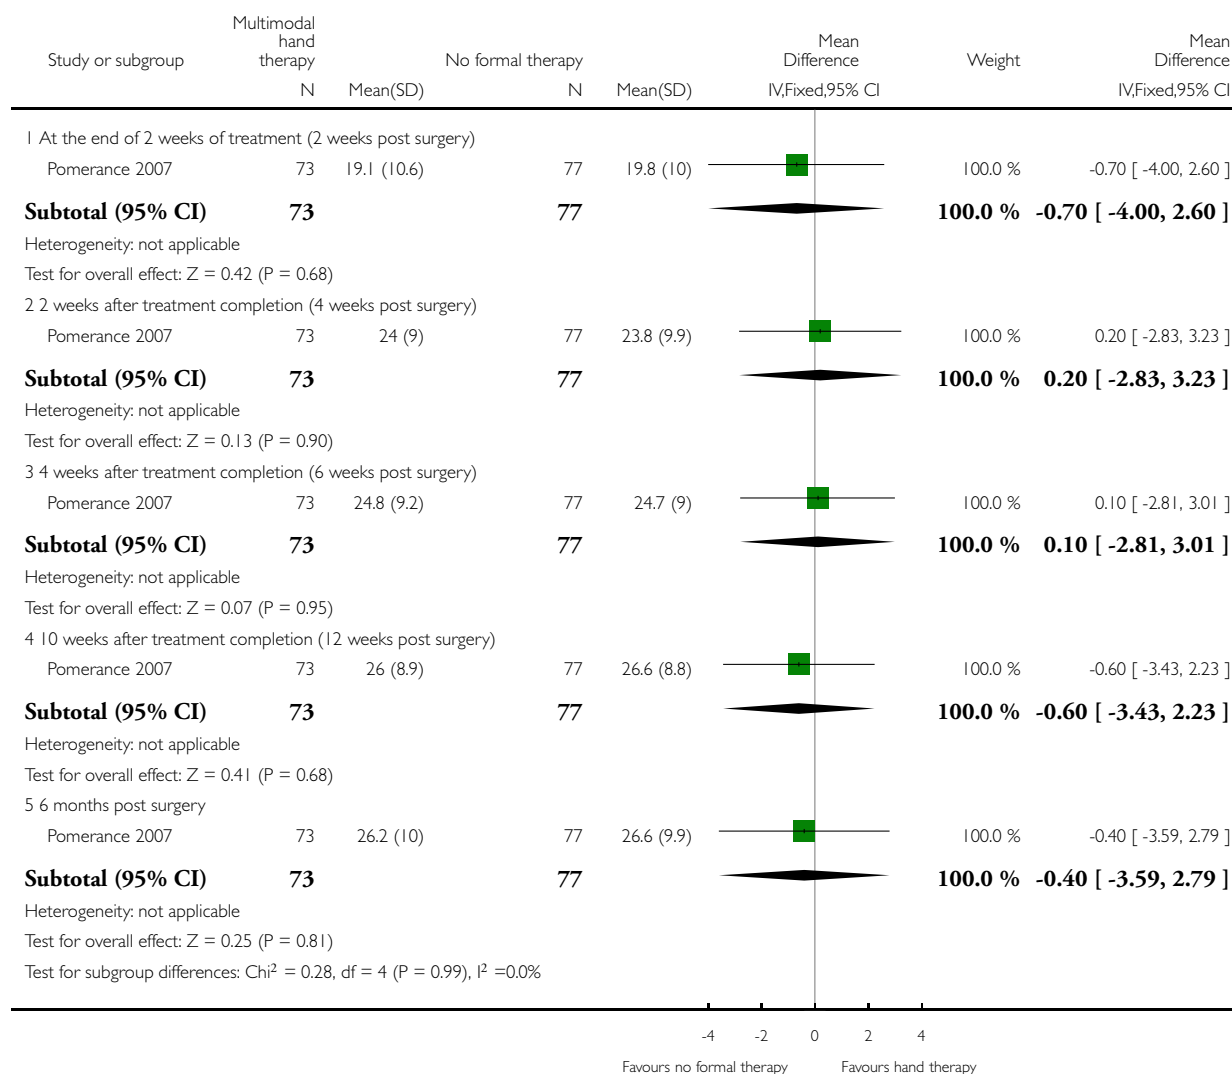 Study or subgroup Multimodal hand therapy No formal therapy Mean Difference Weight Mean Difference
N Mean(SD) N Mean(SD) IV,Fixed,95% CI IV,Fixed,95% CI
1 At the end of 2 weeks of treatment (2 weeks post surgery)
Pomerance 2007 73 19.1 (10.6) 77 19.8 (10) 100.0 % -0.70 [ -4.00, 2.60 ]
Subtotal (95% CI) 73 77 100.0 % -0.70 [ -4.00, 2.60 ]
Heterogeneity: not applicable
Test for overall effect: Z = 0.42 (P = 0.68)
2 2 weeks after treatment completion (4 weeks post surgery)
Pomerance 2007 73 24 (9) 77 23.8 (9.9) 100.0 % 0.20 [ -2.83, 3.23 ]
Subtotal (95% CI) 73 77 100.0 % 0.20 [ -2.83, 3.23 ]
Heterogeneity: not applicable
Test for overall effect: Z = 0.13 (P = 0.90)
3 4 weeks after treatment completion (6 weeks post surgery)
Pomerance 2007 73 24.8 (9.2) 77 24.7 (9) 100.0 % 0.10 [ -2.81, 3.01 ]
Subtotal (95% CI) 73 77 100.0 % 0.10 [ -2.81, 3.01 ]
Heterogeneity: not applicable
Test for overall effect: Z = 0.07 (P = 0.95)
4 10 weeks after treatment completion (12 weeks post surgery)
Pomerance 2007 73 26 (8.9) 77 26.6 (8.8) 100.0 % -0.60 [ -3.43, 2.23 ]
Subtotal (95% CI) 73 77 100.0 % -0.60 [ -3.43, 2.23 ]
Heterogeneity: not applicable
Test for overall effect: Z = 0.41 (P = 0.68)
5 6 months post surgery
Pomerance 2007 73 26.2 (10) 77 26.6 (9.9) 100.0 % -0.40 [ -3.59, 2.79 ]
Subtotal (95% CI) 73 77 100.0 % -0.40 [ -3.59, 2.79 ]
Heterogeneity: not applicable
Test for overall effect: Z = 0.25 (P = 0.81)
Test for subgroup differences: Chi² = 0.28, df = 4 (P = 0.99), I² =0.0%
-4 -2 0 2 4
Favours no formal therapy Favours hand therapy